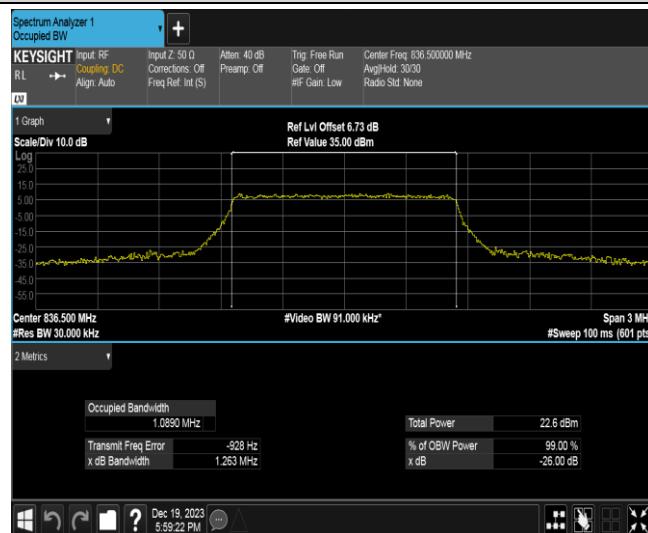 Spectrum Analyzer 1
Occupied BW
KEYSIGHT Input: RF Input Z: 50 Ω Atten: 40 dB Trig: Free Run Center Freq: 836.500000 MHz
RL Coupling: DC Corrections: Off Preamp: Off Gate: Off Avg|Hold: 30/30
Align: Auto Freq Ref: Int (S) #IF Gain: Low Radio Std: None
LXI
1 Graph
Ref Lvl Offset 6.73 dB
Scale/Div 10.0 dB Ref Value 35.00 dBm
Log
25.0
15.0
5.00
-5.00
-15.0
-25.0
-35.0
-45.0
-55.0
Center 836.500 MHz #Video BW 91.000 kHz* Span 3 MH
#Res BW 30.000 kHz #Sweep 100 ms (601 pts
2 Metrics
Occupied Bandwidth
1.0890 MHz Total Power 22.6 dBm
Transmit Freq Error -928 Hz % of OBW Power 99.00 %
x dB Bandwidth 1.263 MHz x dB -26.00 dB
? Dec 19, 2023
5:59:22 PM